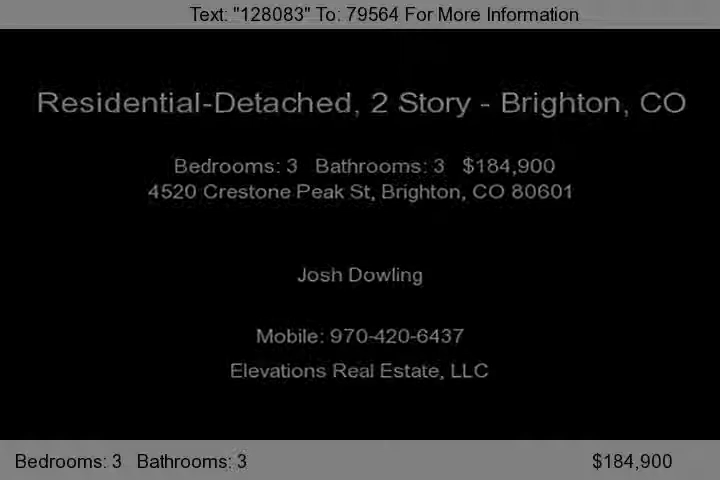 Text: "128083" To: 79564 For More Information
Residential-Detached, 2 Story - Brighton, CO
Bedrooms: 3 Bathrooms: 3 $184,900
4520 Crestone Peak St, Brighton, CO 80601
Josh Dowling
Mobile: 970-420-6437
Elevations Real Estate, LLC
Bedrooms: 3 Bathrooms: 3 $184,900